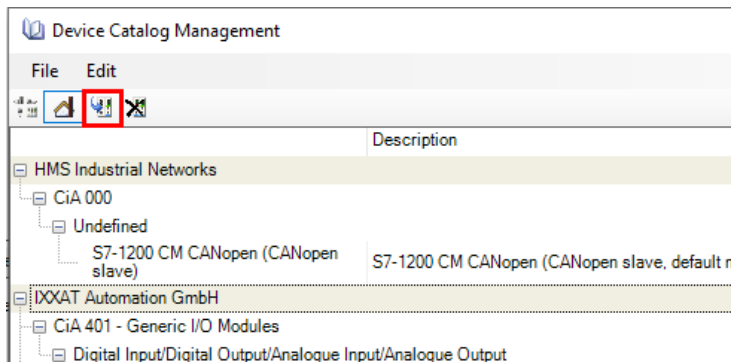 Device Catalog Management
File Edit
Description
HMS Industrial Networks
CiA 000
Undefined
S7-1200 CM CANopen (CANopen
slave)
S7-1200 CM CANopen (CANopen slave, default
IXXAT Automation GmbH
CiA 401 - Generic I/O Modules
Digital Input/Digital Output/Analogue Input/Analogue Output